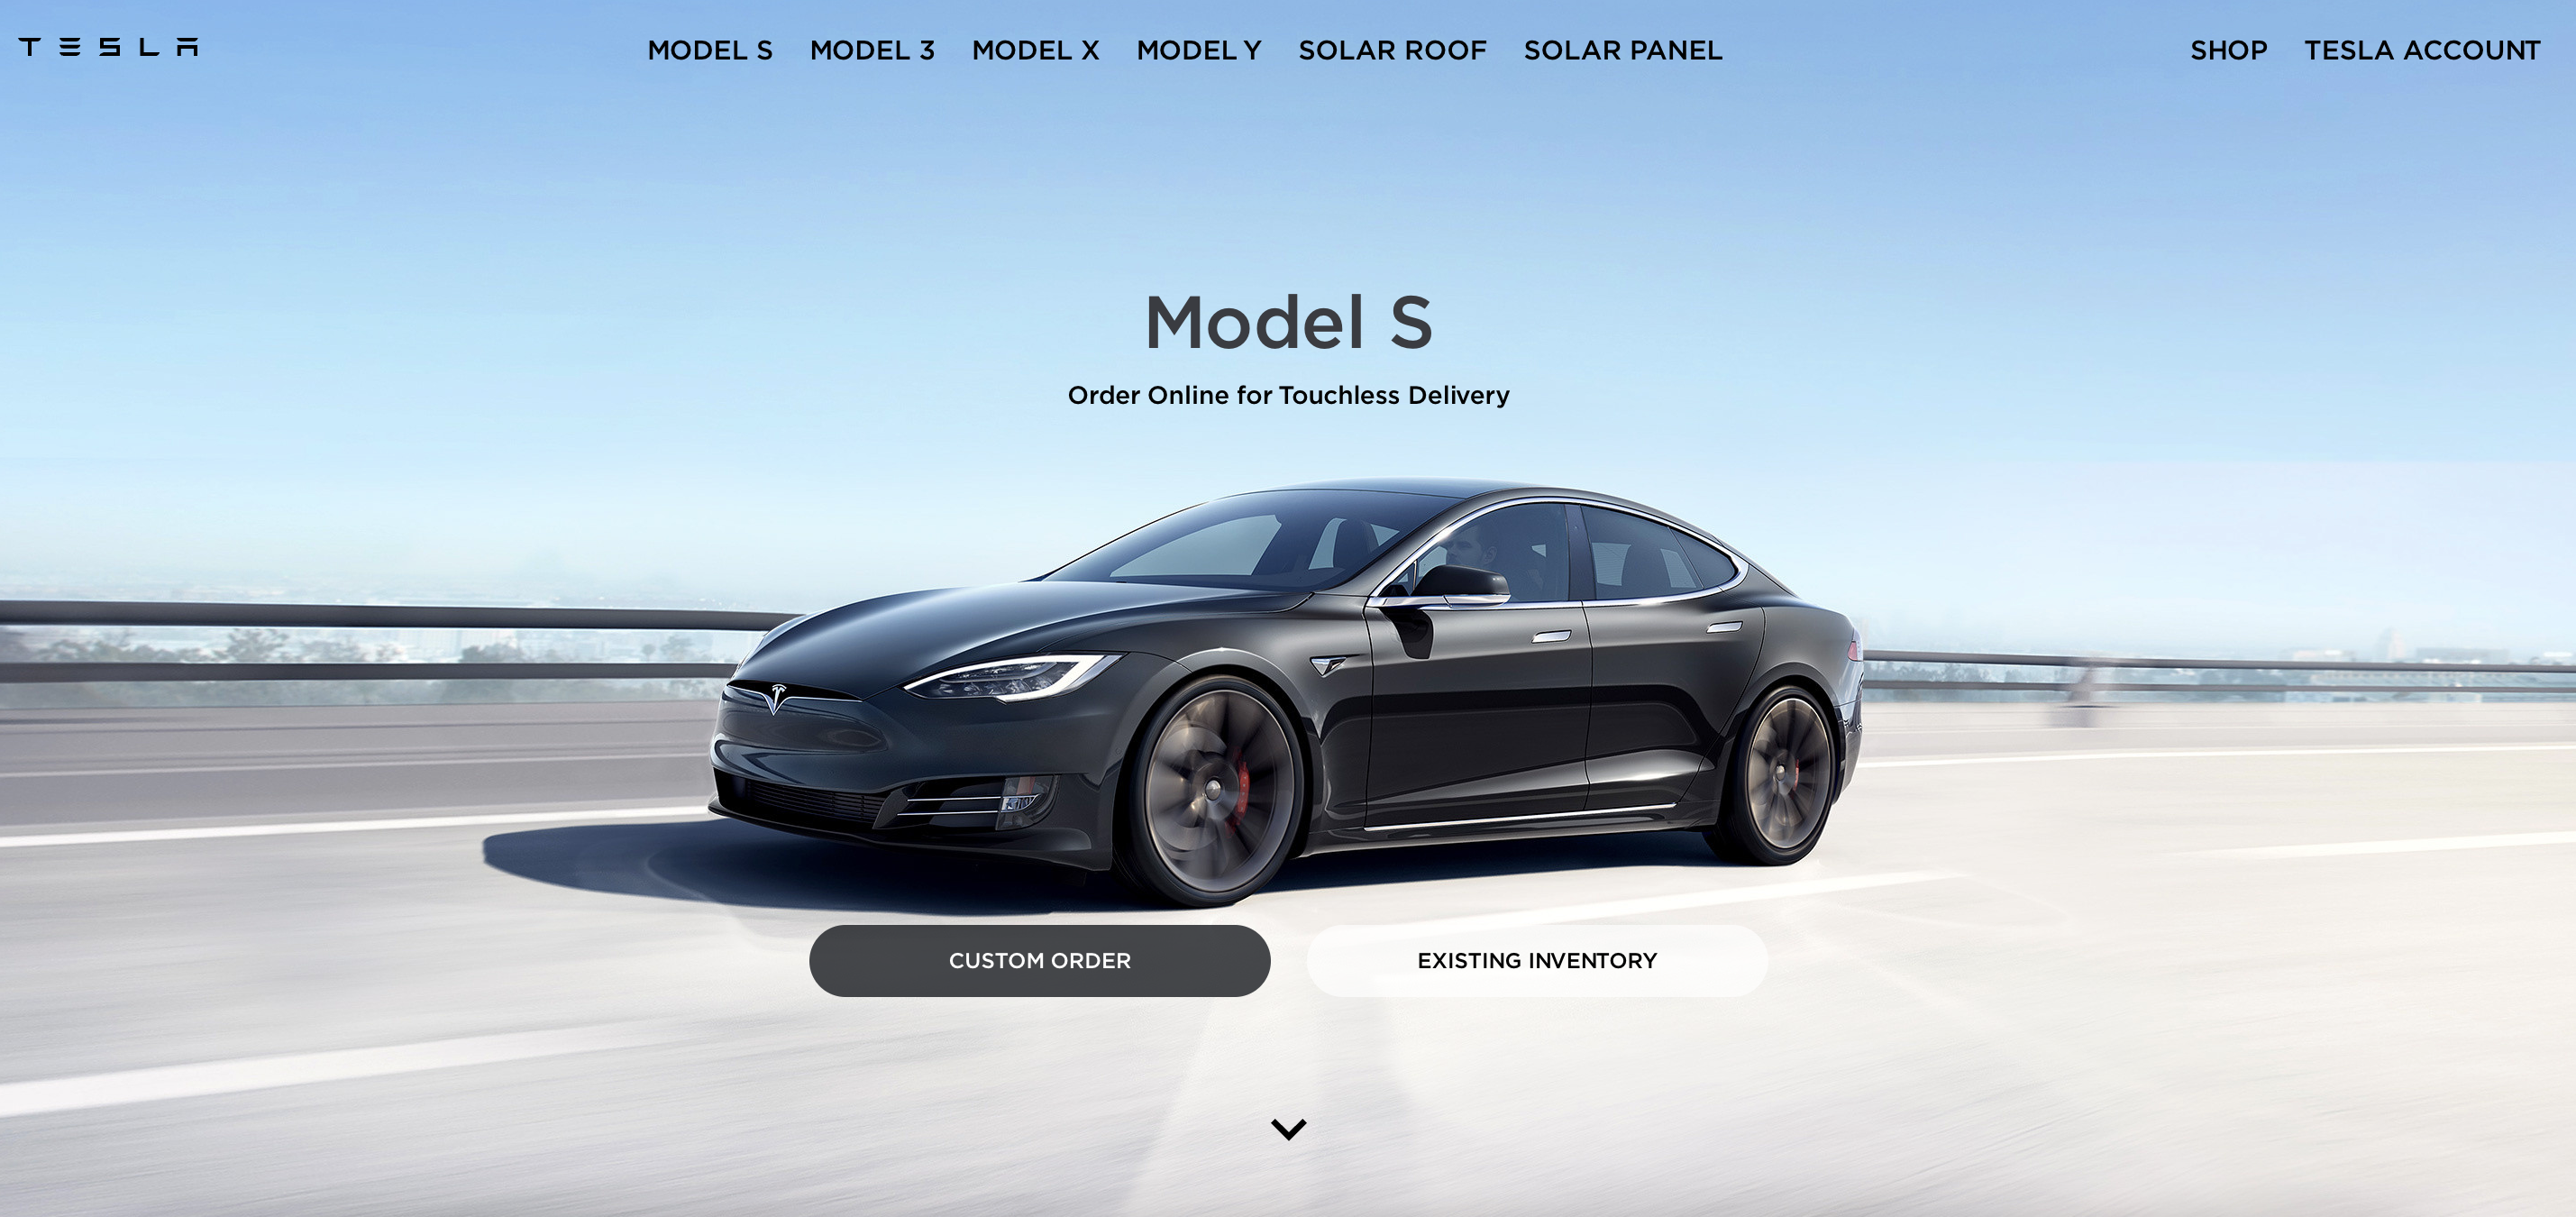 TESLA MODEL S MODEL 3 MODEL X MODEL Y SOLAR ROOF SOLAR PANEL SHOP TESLA ACCOUNT
Model S
Order Online for Touchless Delivery
CUSTOM ORDER EXISTING INVENTORY